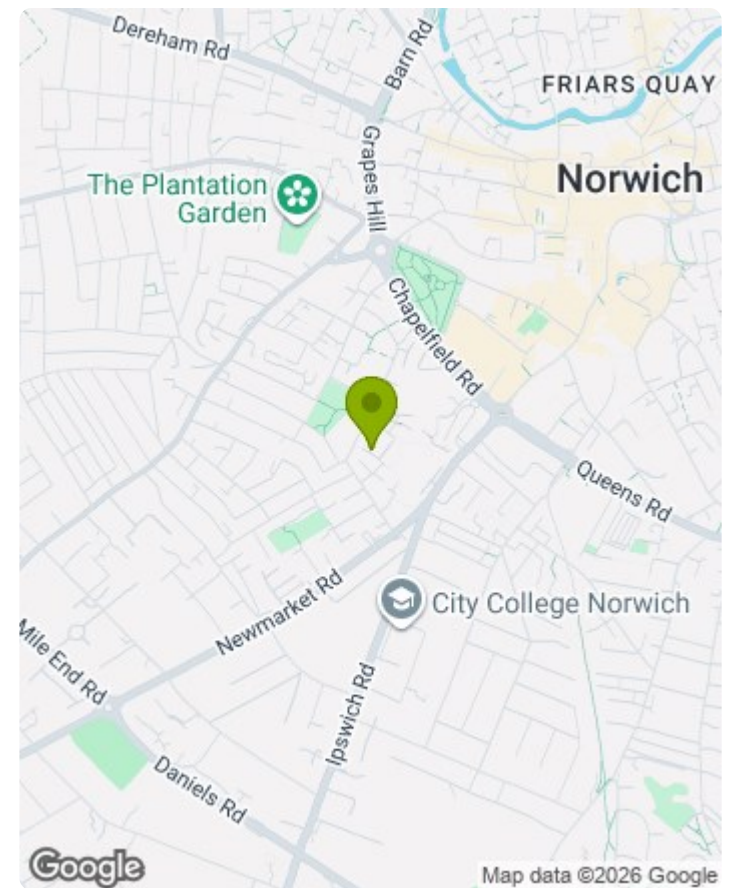 Dereham Rd
Barn Rd
FRIARS QUAY
Grapes Hill
Norwich
The Plantation
Garden
Chapelfield Rd
Queens Rd
City College Norwich
Newmarket Rd
Mile End Rd
Ipswich Rd
Daniels Rd
Google
Map data ©2026 Google